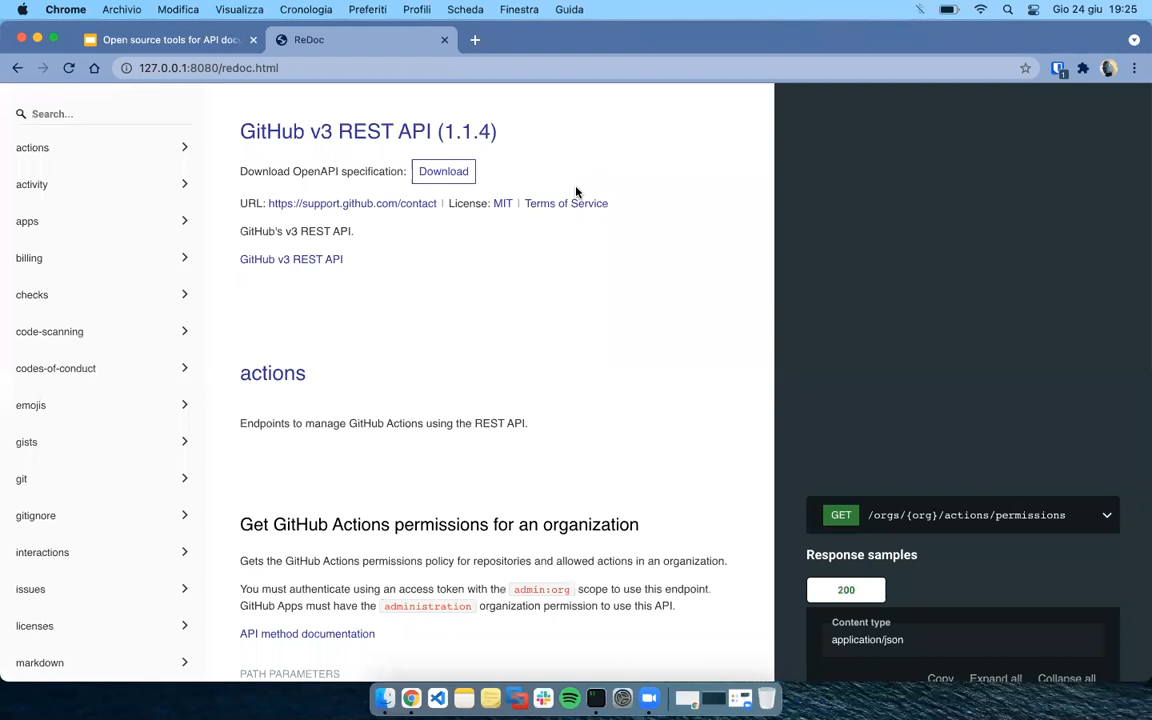 Chrome Archivio Modifica Visualizza Cronologia Preferiti Profili Scheda Finestra Guida Gio 24 giu 19:25
Open source tools for API doc
ReDoc
127.0.0.1:8080/redoc.html
1
Search...
actions
activity
apps
billing
checks
code-scanning
codes-of-conduct
emojis
gists
git
gitignore
interactions
issues
licenses
markdown
GitHub v3 REST API (1.1.4)
Download OpenAPI specification: Download
URL: https://support.github.com/contact | License: MIT | Terms of Service
GitHub's v3 REST API.
GitHub v3 REST API
actions
Endpoints to manage GitHub Actions using the REST API.
Get GitHub Actions permissions for an organization
Gets the GitHub Actions permissions policy for repositories and allowed actions in an organization.
You must authenticate using an access token with the admin:org scope to use this endpoint.
GitHub Apps must have the administration organization permission to use this API.
API method documentation
PATH PARAMETERS
GET /orgs/{org}/actions/permissions
Response samples
200
Content type
application/json
Copy Expand all Collapse all